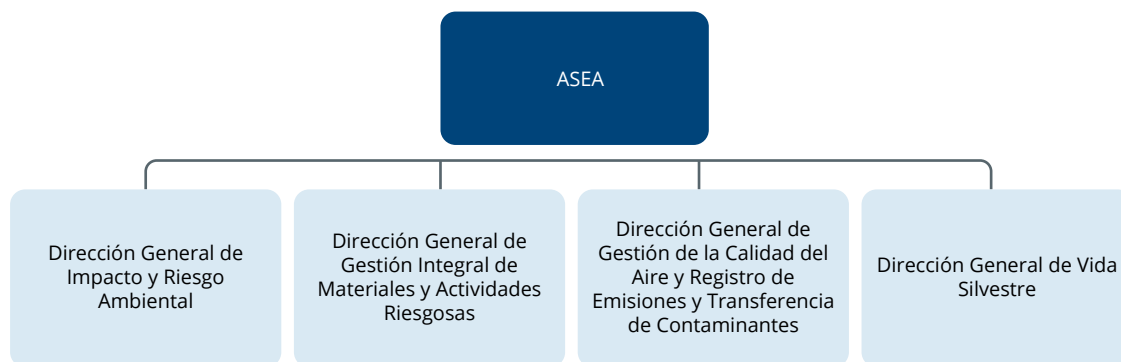 ASEA
Dirección General de
Impacto y Riesgo
Ambiental
Dirección General de
Gestión Integral de
Materiales y Actividades
Riesgosas
Dirección General de
Gestión de la Calidad del
Aire y Registro de
Emisiones y Transferencia
de Contaminantes
Dirección General de Vida
Silvestre